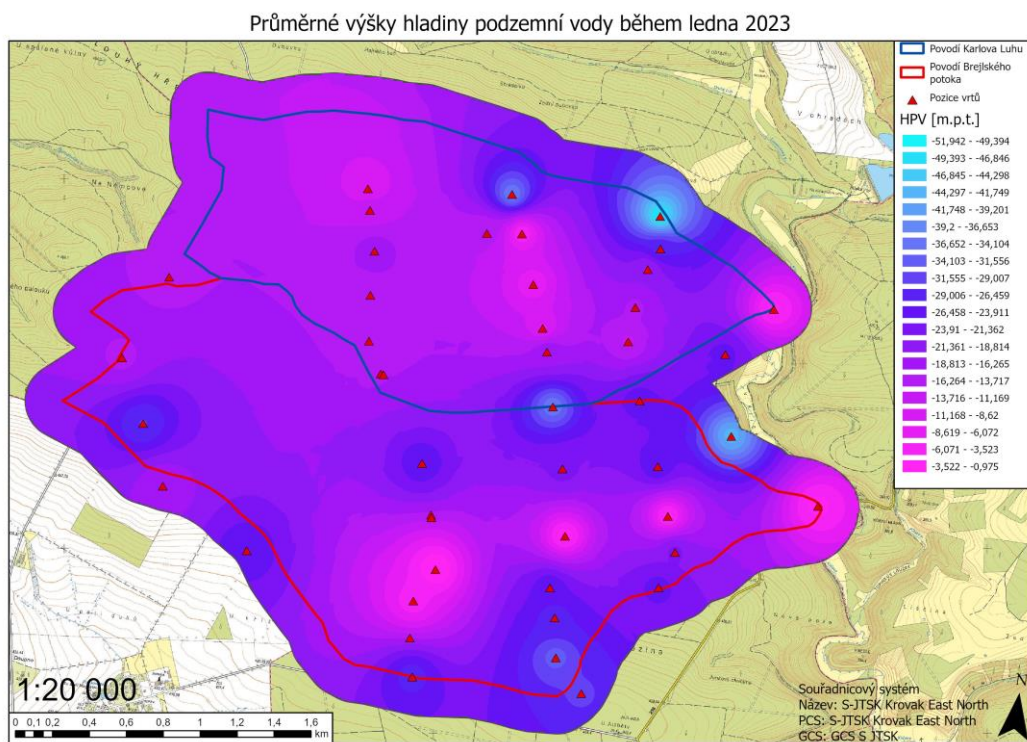 Průměrné výšky hladiny podzemní vody během ledna 2023
Povodí Karlova Luhu
Povodí Brejlského
potoka
Pozice vrtů
HPV [m.p.t.]
-51,942 - -49,394
-49,393 - -46,846
-46,845 - -44,298
-44,297 - -41,749
-41,748 - -39,201
-39,2 - -36,653
-36,652 - -34,104
-34,103 - -31,556
-31,555 - -29,007
-29,006 - -26,459
-26,458 - -23,911
-23,91 - -21,362
-21,361 - -18,814
-18,813 - -16,265
-16,264 - -13,717
-13,716 - -11,169
-11,168 - -8,62
-8,619 - -6,072
-6,071 - -3,523
-3,522 - -0,975
1:20 000
0 0,1 0,2 0,4 0,6 0,8 1 1,2 1,4 1,6
km
Souřadnicový systém
Název: S-JTSK Krovak East North
PCS: S-JTSK Krovak East North
GCS: GCS S JTSK
N